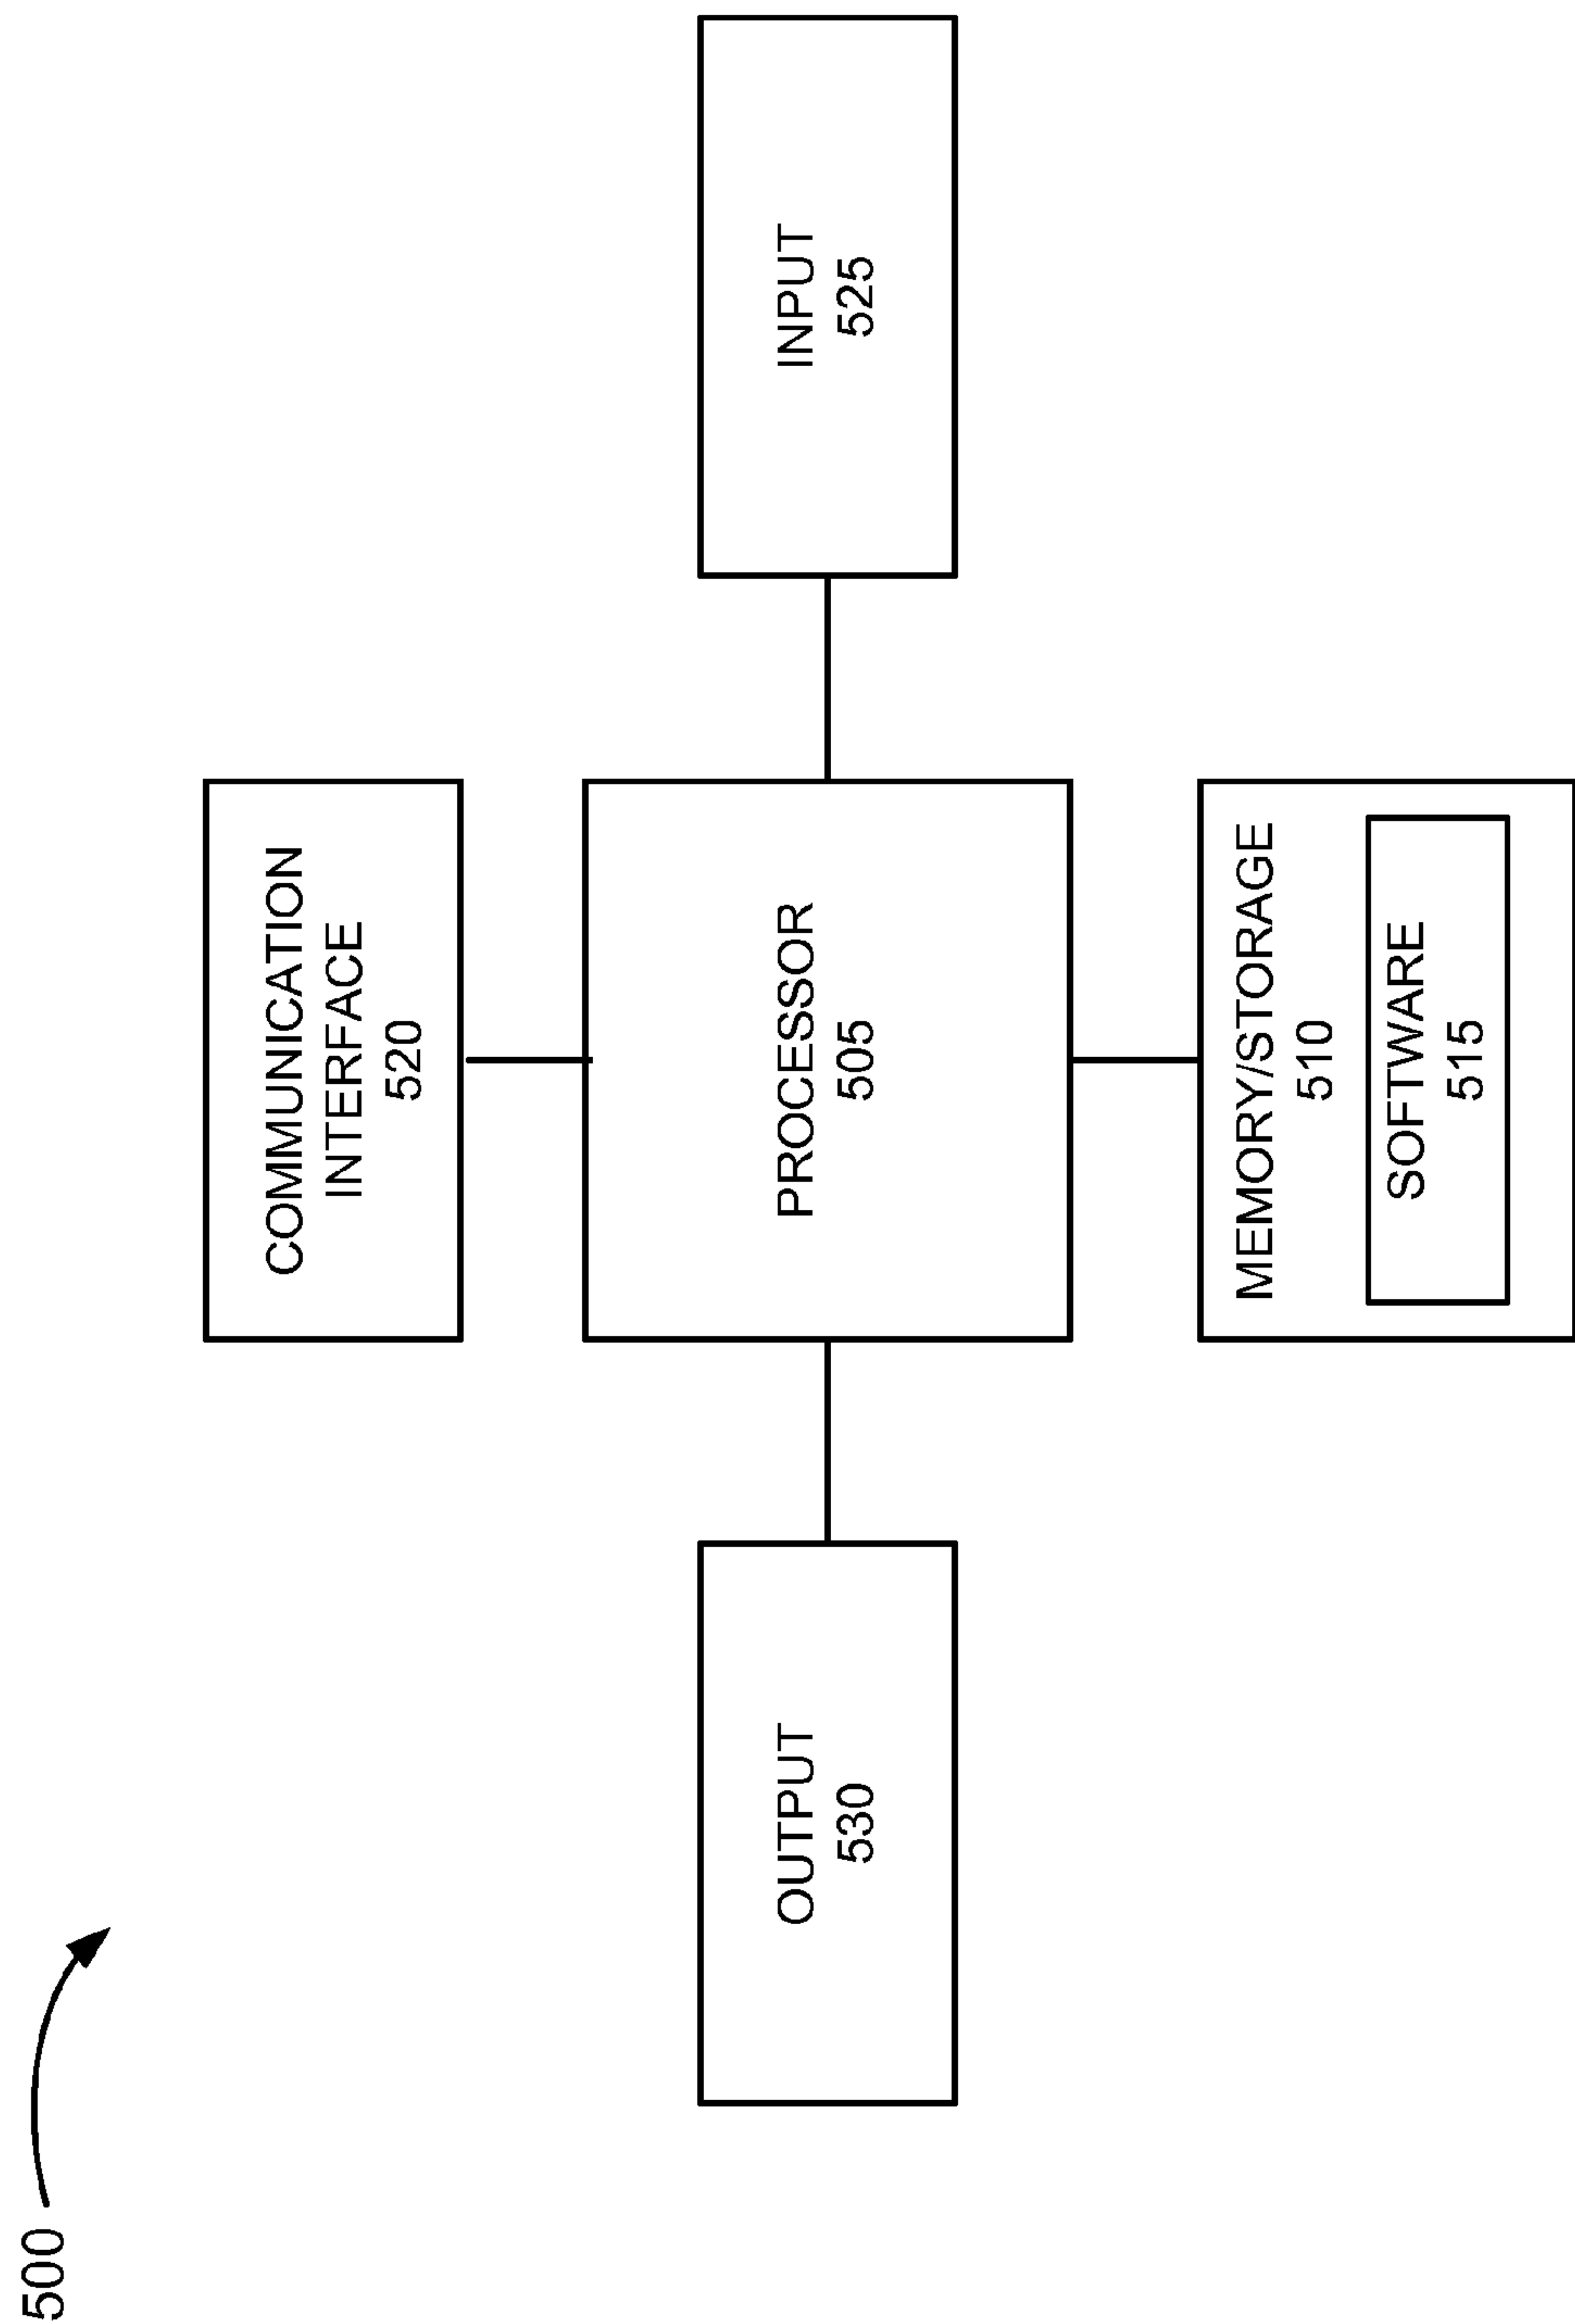 500
COMMUNICATION
INTERFACE
520
OUTPUT
530
PROCESSOR
505
INPUT
525
MEMORY/STORAGE
510
SOFTWARE
515